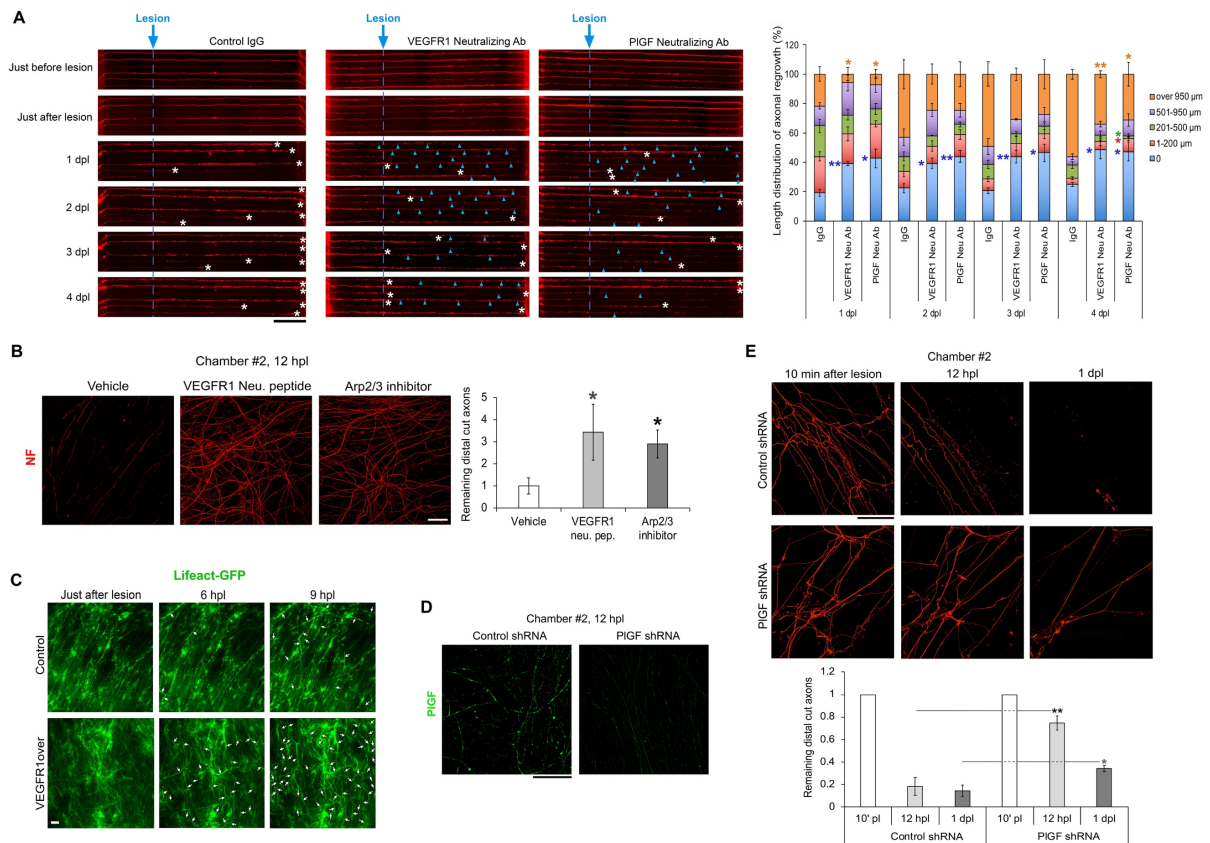 A
Lesion
Lesion
Lesion
Control IgG
VEGFR1 Neutralizing Ab
PlGF Neutralizing Ab
Just before lesion
Just after lesion
1 dpl
2 dpl
3 dpl
4 dpl
Length distribution of axonal regrowth (%)
120
100
80
60
40
20
0
* * ** *
** * * ** ** * * *
* *
over 950 µm
501-950 µm
201-500 µm
1-200 µm
0
IgG
VEGFR1 Neu Ab
PlGF Neu Ab
IgG
VEGFR1 Neu Ab
PlGF Neu Ab
IgG
VEGFR1 Neu Ab
PlGF Neu Ab
IgG
VEGFR1 Neu Ab
PlGF Neu Ab
1 dpl
2 dpl
3 dpl
4 dpl
B
Chamber #2, 12 hpl
Vehicle
VEGFR1 Neu. peptide
Arp2/3 inhibitor
NF
Remaining distal cut axons
5
4
3
2
1
0
*
*
Vehicle
VEGFR1
neu. pep.
Arp2/3
inhibitor
C
Lifeact-GFP
Just after lesion
6 hpl
9 hpl
Control
VEGFR1over
D
Chamber #2, 12 hpl
Control shRNA
PlGF shRNA
PlGF
E
Chamber #2
10 min after lesion
12 hpl
1 dpl
Control shRNA
PlGF shRNA
Remaining distal cut axons
1.2
1
0.8
0.6
0.4
0.2
0
**
*
10' pl
12 hpl
1 dpl
10' pl
12 hpl
1 dpl
Control shRNA
PlGF shRNA